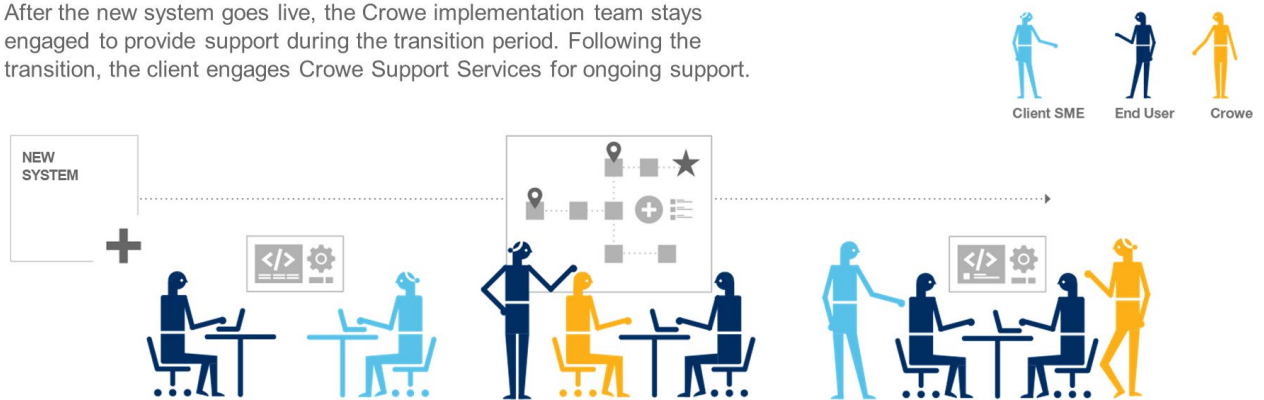 After the new system goes live, the Crowe implementation team stays
engaged to provide support during the transition period. Following the
transition, the client engages Crowe Support Services for ongoing support.
Client SME
End User
Crowe
NEW
SYSTEM
</>
</>